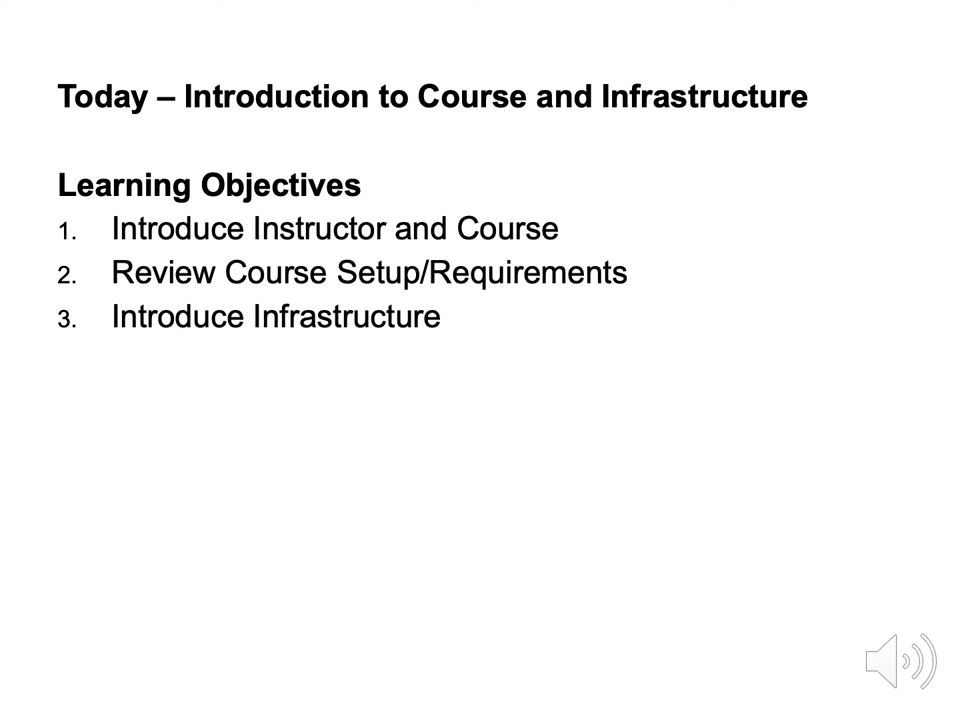 Today – Introduction to Course and Infrastructure
Learning Objectives
1. Introduce Instructor and Course
2. Review Course Setup/Requirements
3. Introduce Infrastructure